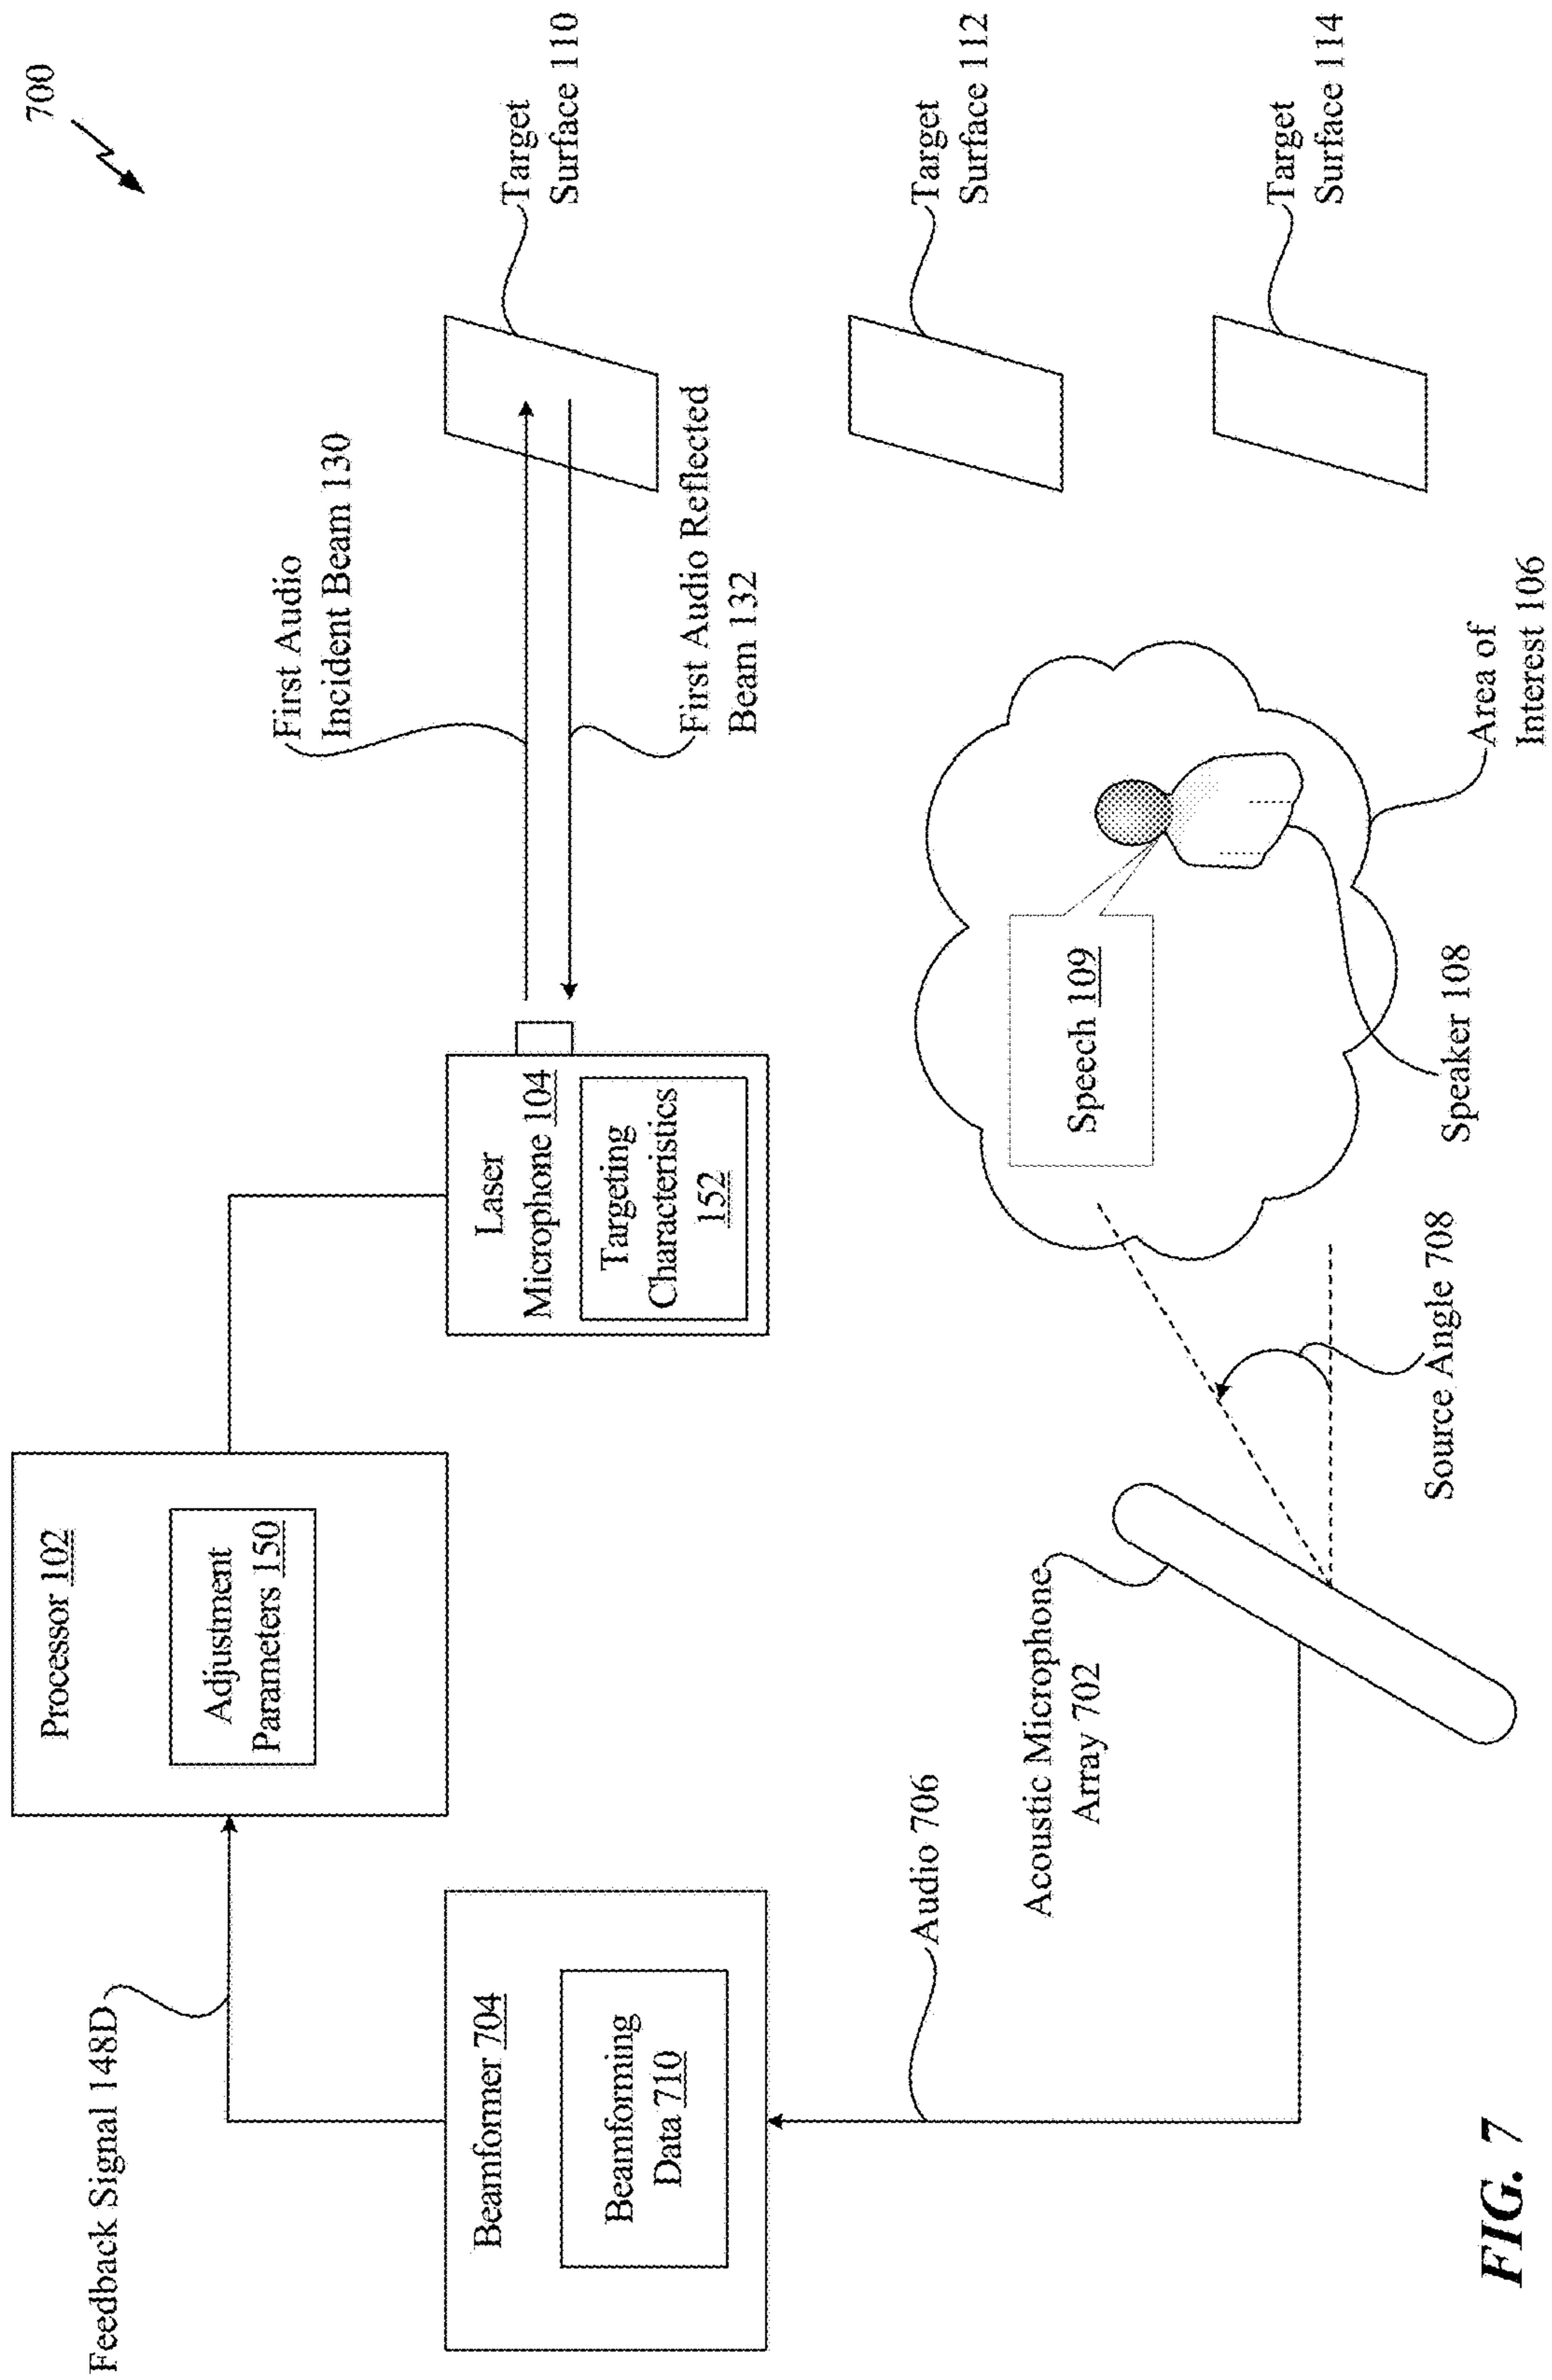 700
Feedback Signal 148D
Processor 102
Adjustment
Parameters 150
First Audio
Incident Beam 130
Target
Surface 110
Beamformer 704
Beamforming
Data 710
Laser
Microphone 104
Targeting
Characteristics
152
First Audio Reflected
Beam 132
Target
Surface 112
Audio 706
Acoustic Microphone
Array 702
Speech 109
Target
Surface 114
Source Angle 708
Speaker 108
Area of
Interest 106
FIG. 7